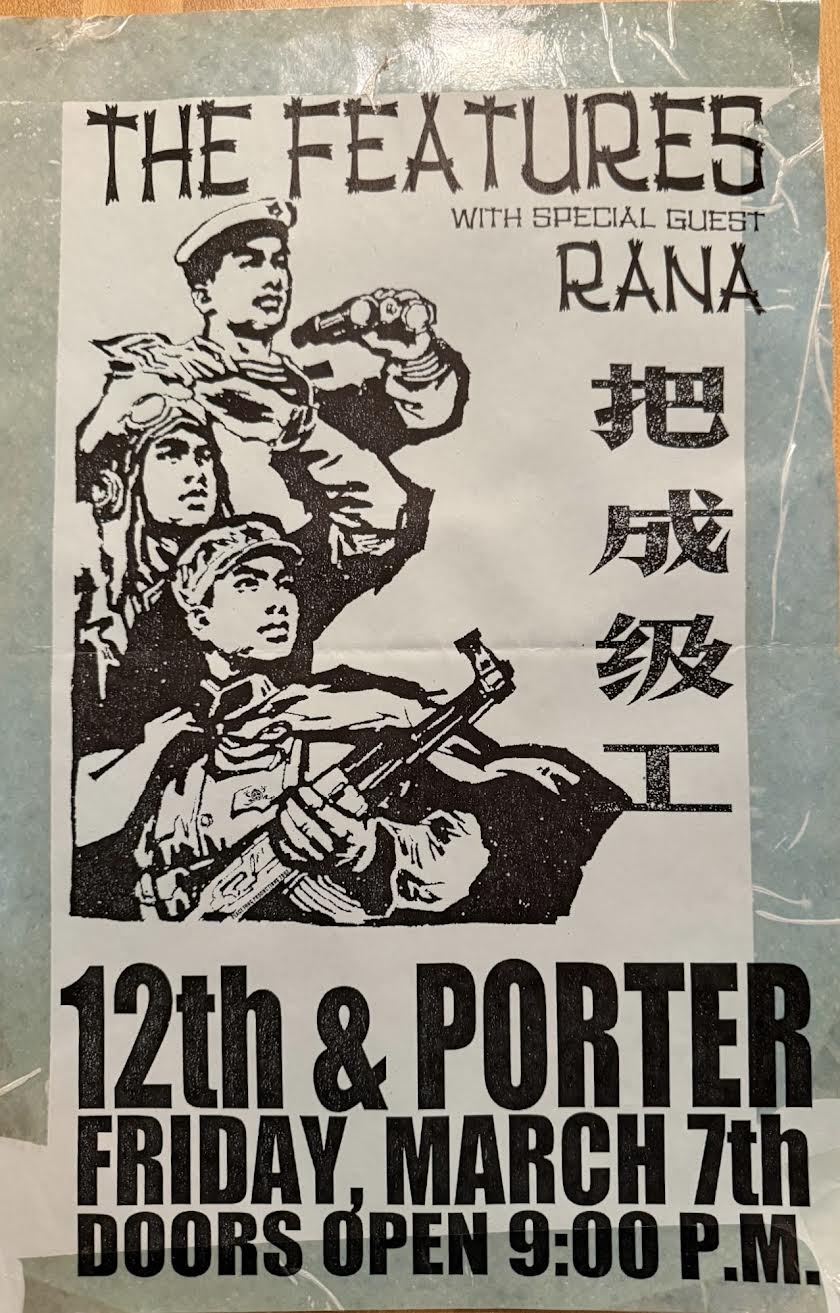 THE FEATURES
WITH SPECIAL GUEST
RANA
把
成
级
工
12th & PORTER
FRIDAY, MARCH 7th
DOORS OPEN 9:00 P.M.